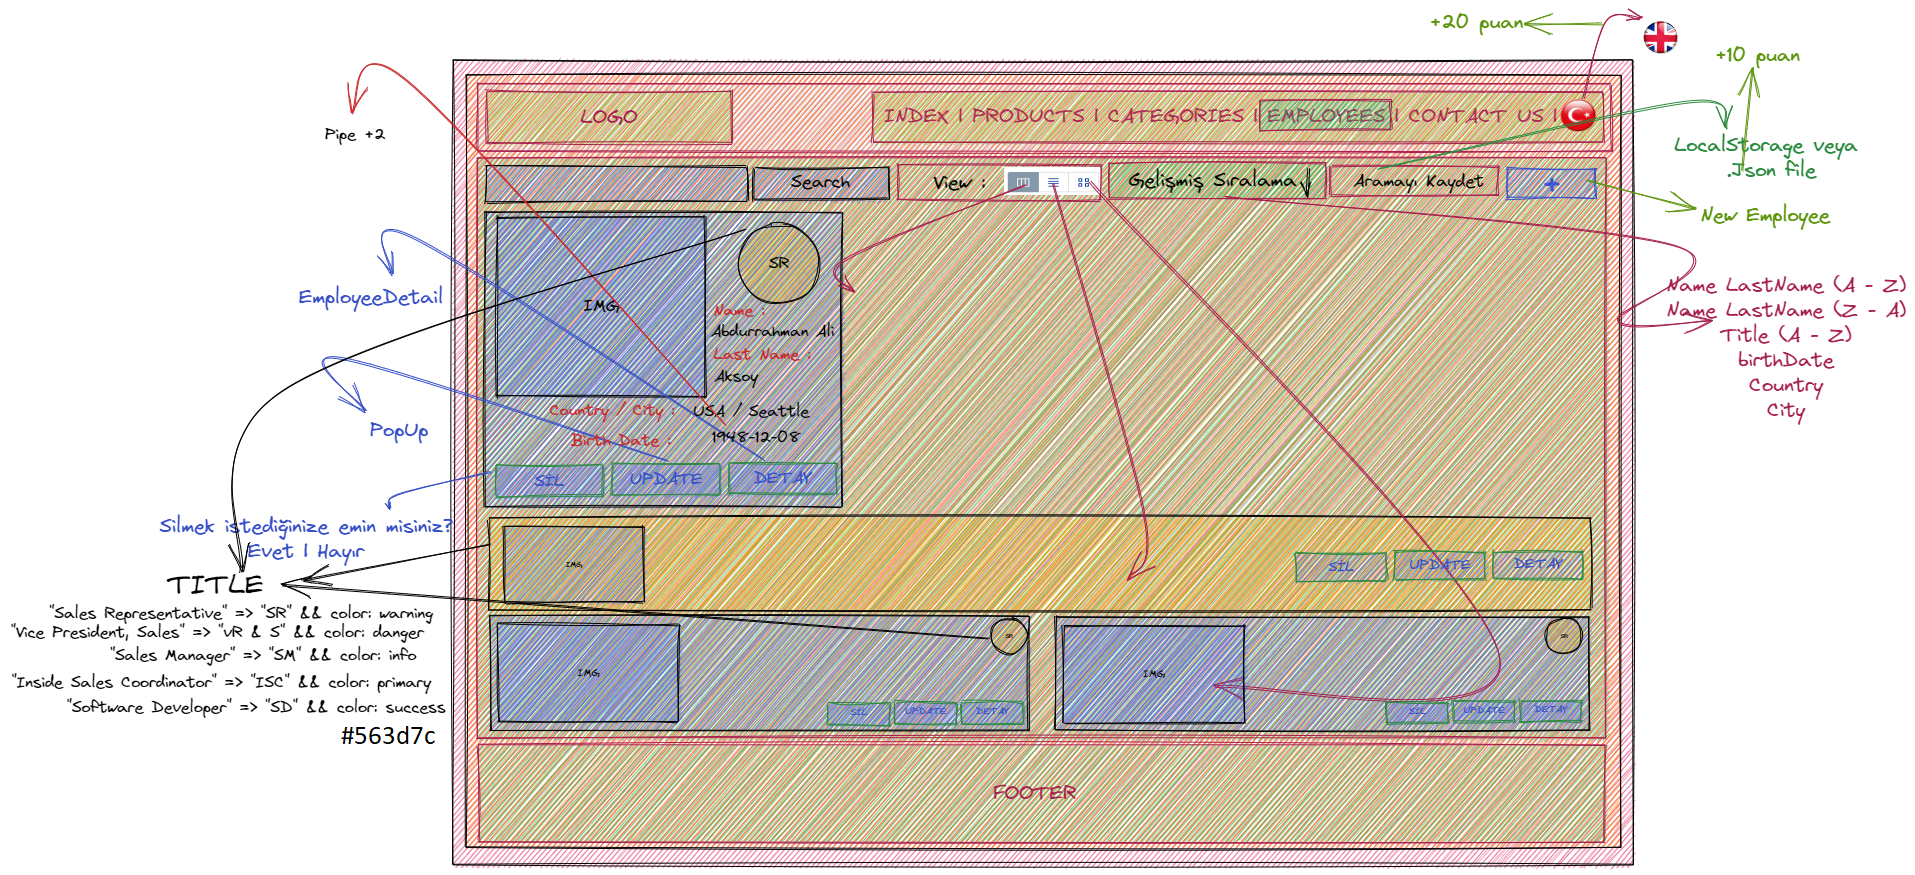 +20 puan
+10 puan
LOGO
INDEX | PRODUCTS | CATEGORIES | EMPLOYEES | CONTACT US |
Pipe +2
LocalStorage veya
.Json file
Search
View :
Gelişmiş Sıralama
Aramayı Kaydet
+
New Employee
EmployeeDetail
IMG
SR
Name :
Abdurrahman Ali
Last Name :
Aksoy
Country / City : USA / Seattle
Birth Date : 1948-12-08
SİL UPDATE DETAY
Name LastName (A - Z)
Name LastName (Z - A)
Title (A - Z)
birthDate
Country
City
PopUp
Silmek istediğinize emin misiniz?
Evet | Hayır
IMG
SİL UPDATE DETAY
TITLE
"Sales Representative" => "SR" && color: warning
"Vice President, Sales" => "VR & S" && color: danger
"Sales Manager" => "SM" && color: info
"Inside Sales Coordinator" => "ISC" && color: primary
"Software Developer" => "SD" && color: success
#563d7c
IMG
SR
SİL UPDATE DETAY
IMG
SR
SİL UPDATE DETAY
FOOTER